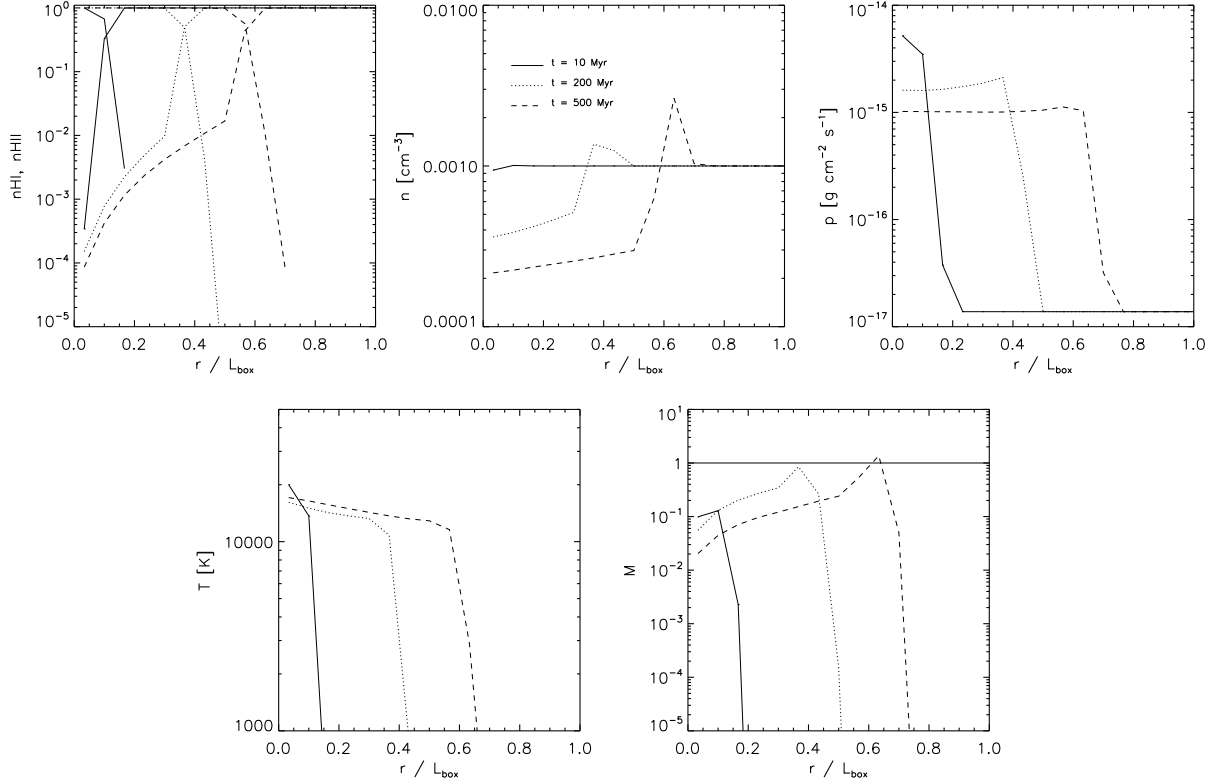 10⁰
10⁻¹
10⁻²
10⁻³
10⁻⁴
10⁻⁵
nHI, nHII
0.0 0.2 0.4 0.6 0.8 1.0
r / L_box
0.0100
0.0010
0.0001
n [cm⁻³]
t = 10 Myr
t = 200 Myr
t = 500 Myr
0.0 0.2 0.4 0.6 0.8 1.0
r / L_box
10⁻¹⁴
10⁻¹⁵
10⁻¹⁶
10⁻¹⁷
p [g cm⁻² s⁻¹]
0.0 0.2 0.4 0.6 0.8 1.0
r / L_box
10000
1000
T [K]
0.0 0.2 0.4 0.6 0.8 1.0
r / L_box
10¹
1
10⁻¹
10⁻²
10⁻³
10⁻⁴
10⁻⁵
M
0.0 0.2 0.4 0.6 0.8 1.0
r / L_box